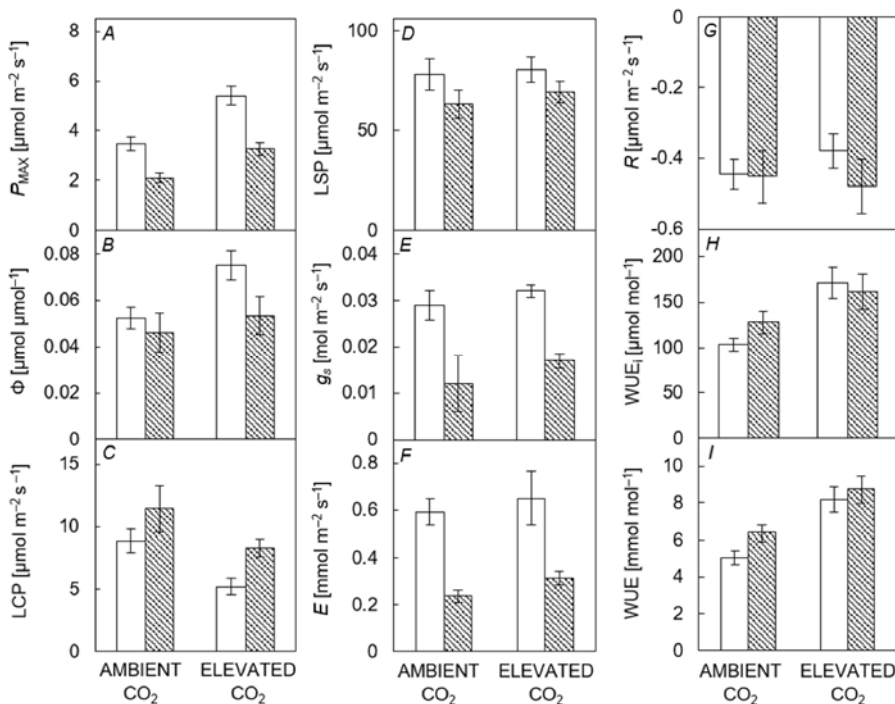 A
8
6
4
2
0
P_MAX [µmol m⁻² s⁻¹]
B
0.08
0.06
0.04
0.02
0
Φ [µmol µmol⁻¹]
C
15
10
5
0
LCP [µmol m⁻² s⁻¹]
AMBIENT CO₂
ELEVATED CO₂
D
100
50
0
LSP [µmol m⁻² s⁻¹]
E
0.04
0.03
0.02
0.01
0
gₛ [mol m⁻² s⁻¹]
F
0.8
0.6
0.4
0.2
0
E [mmol m⁻² s⁻¹]
AMBIENT CO₂
ELEVATED CO₂
G
0
-0.2
-0.4
-0.6
R [µmol m⁻² s⁻¹]
H
200
150
100
50
0
WUEᵢ [µmol mol⁻¹]
I
10
8
6
4
2
0
WUE [mmol mol⁻¹]
AMBIENT CO₂
ELEVATED CO₂